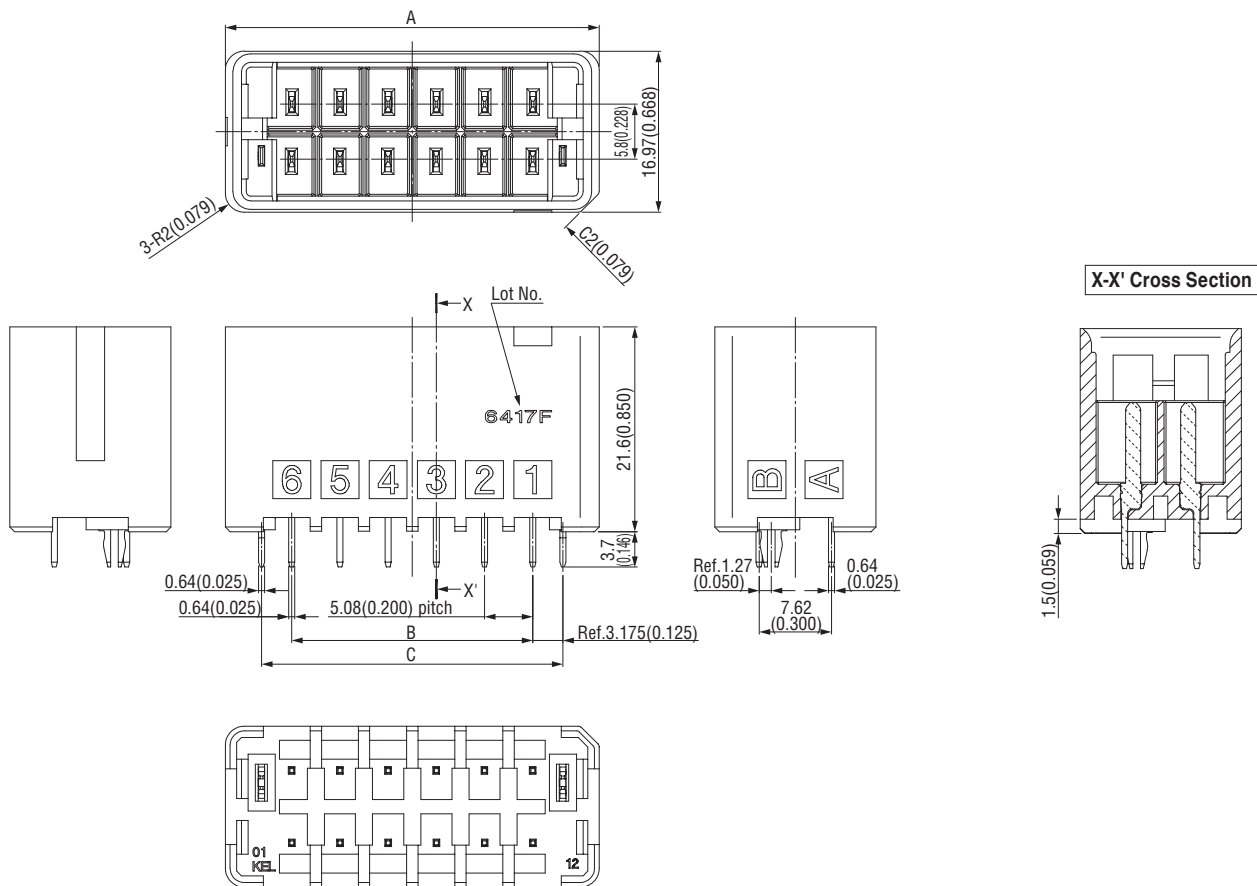 A
5.8(0.228)
16.97(0.668)
3-R2(0.079)
C2(0.079)
X-X' Cross Section
X
Lot No.
6417F
21.6(0.850)
6 5 4 3 2 1
B A
3.7
(0.146)
0.64(0.025)
X'
0.64(0.025)
5.08(0.200) pitch
B
Ref.3.175(0.125)
C
Ref.1.27
(0.050)
0.64
(0.025)
7.62
(0.300)
1.5(0.059)
01
KEL
12